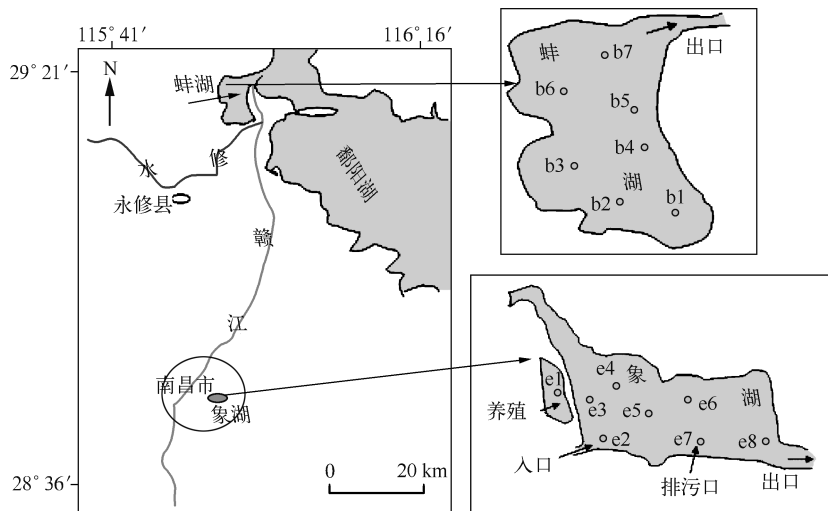 115°41′
116°16′
29°21′
N
蚌湖
修
水
永修县
鄱阳湖
赣
江
南昌市
象湖
0 20 km
28°36′
蚌
b7
出口
b6
b5
b4
b3
湖
b2
b1
e4
象
e1
养殖
e3
e5
e6
湖
e2
e7
e8
入口
排污口
出口